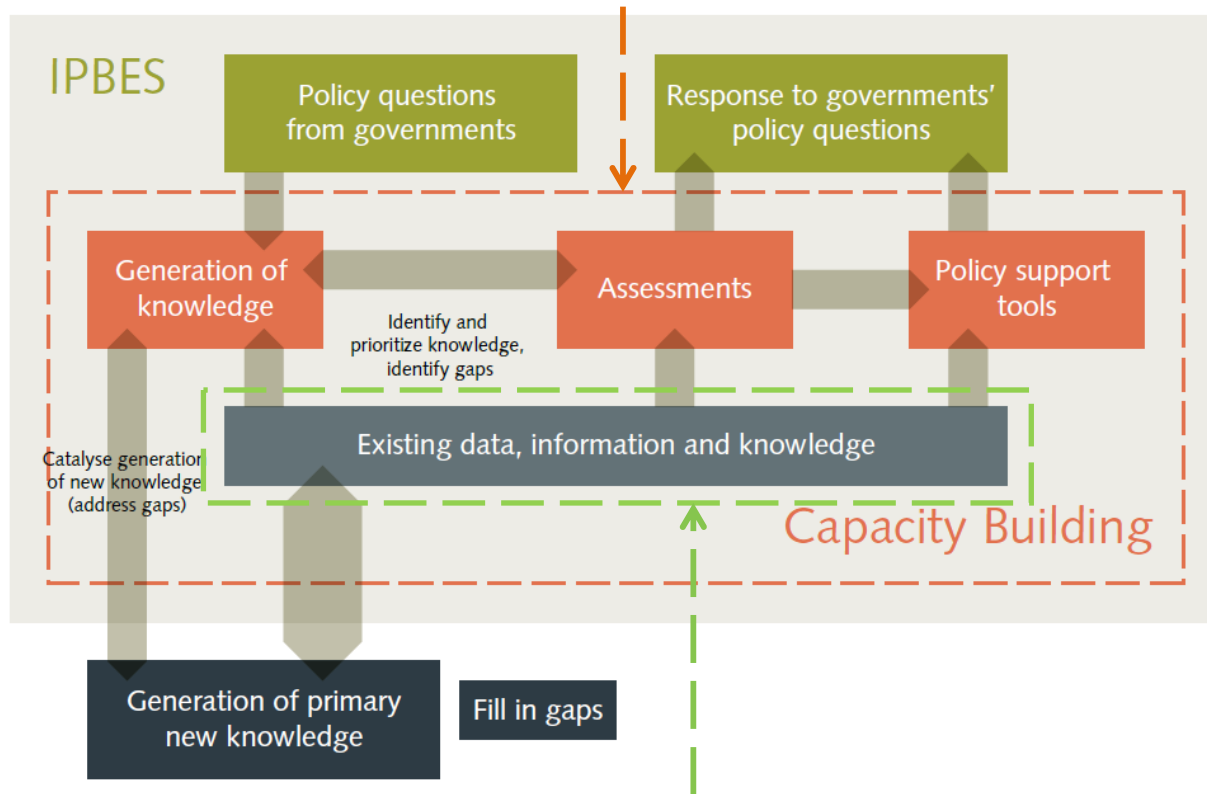 IPBES
Policy questions
from governments
Response to governments'
policy questions
Generation of
knowledge
Assessments
Policy support
tools
Identify and
prioritize knowledge,
identify gaps
Existing data, information and knowledge
Catalyse generation
of new knowledge
(address gaps)
Capacity Building
Generation of primary
new knowledge
Fill in gaps